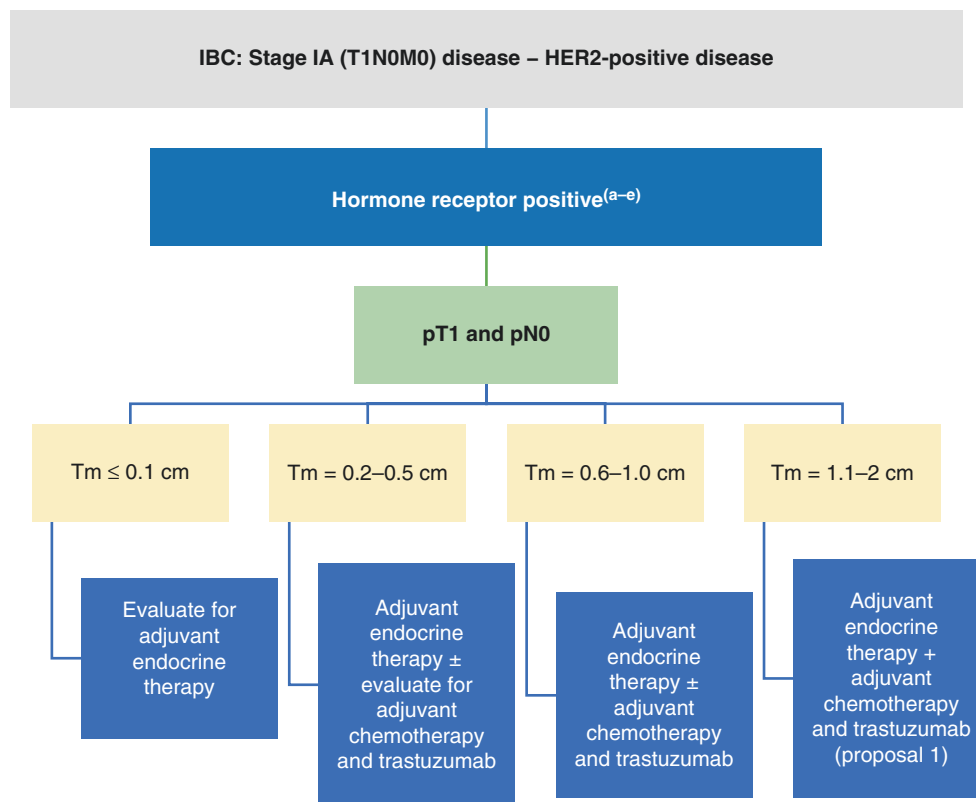 IBC: Stage IA (T1N0M0) disease – HER2-positive disease
Hormone receptor positive(a–e)
pT1 and pN0
Tm ≤ 0.1 cm
Tm = 0.2–0.5 cm
Tm = 0.6–1.0 cm
Tm = 1.1–2 cm
Evaluate for
adjuvant
endocrine
therapy
Adjuvant
endocrine
therapy ±
evaluate for
adjuvant
chemotherapy
and trastuzumab
Adjuvant
endocrine
therapy ±
adjuvant
chemotherapy
and trastuzumab
Adjuvant
endocrine
therapy +
adjuvant
chemotherapy
and trastuzumab
(proposal 1)